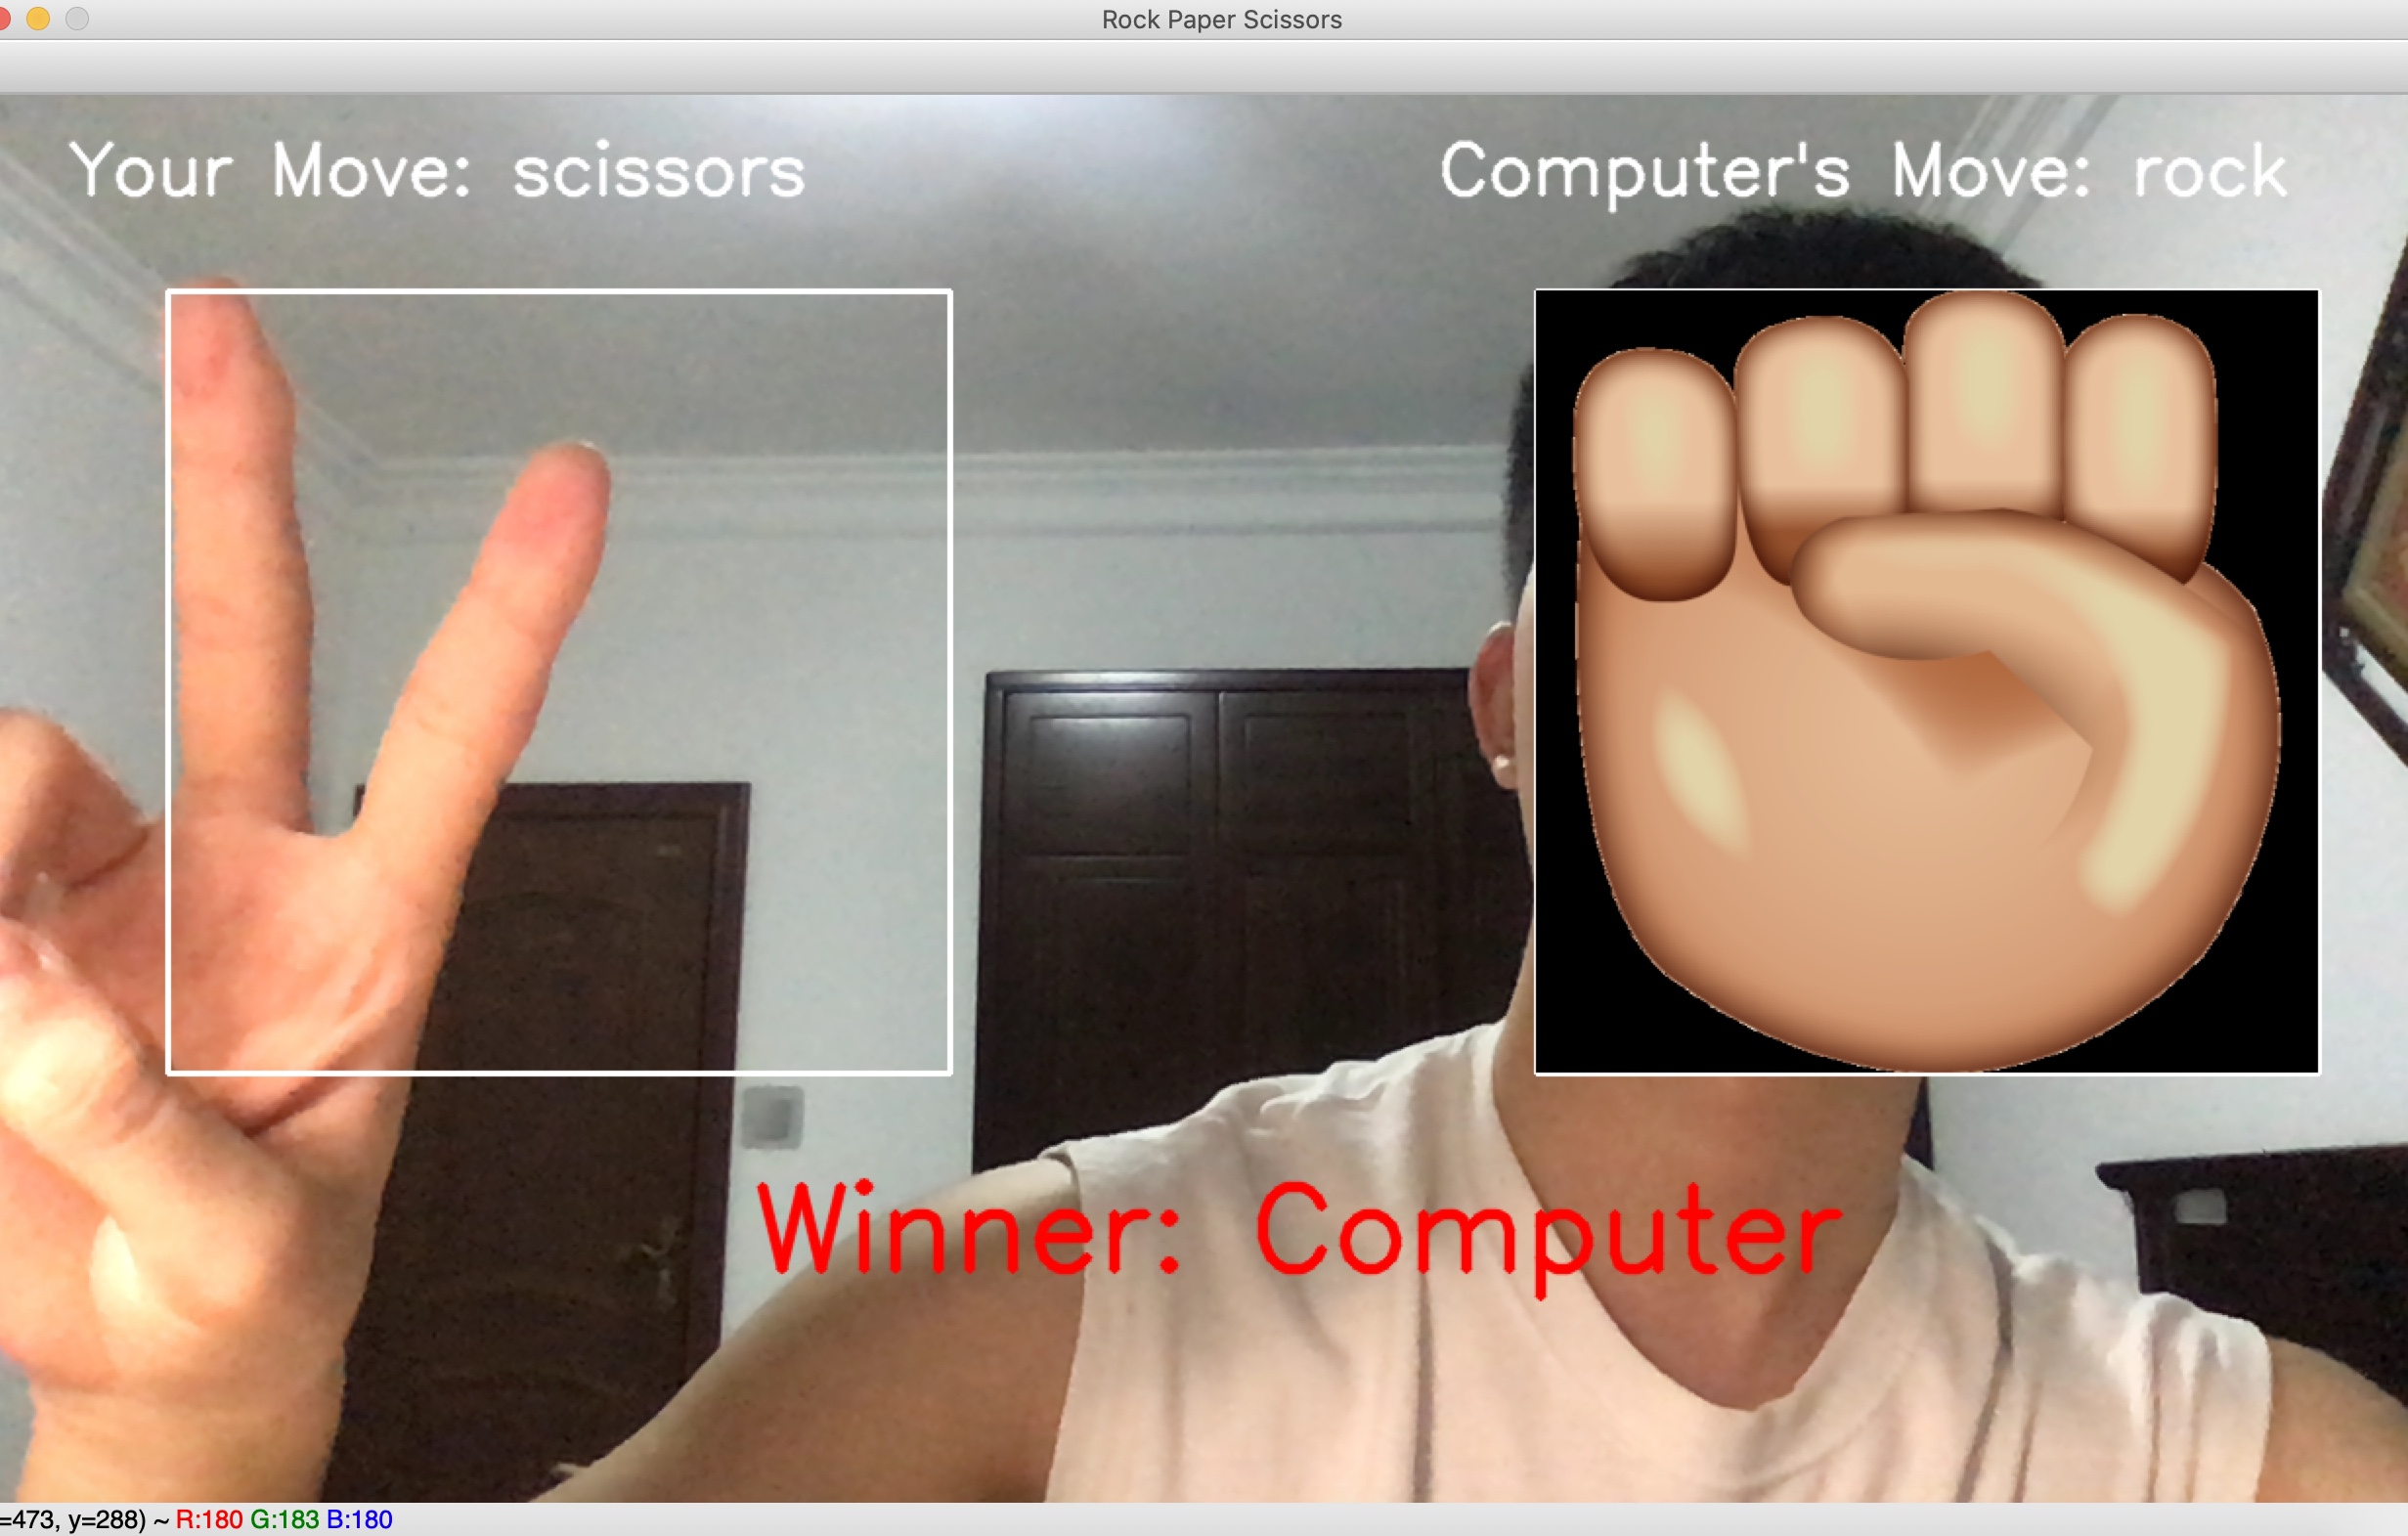 Rock Paper Scissors
Your Move: scissors
Computer's Move: rock
Winner: Computer
=473, y=288) ~ R:180 G:183 B:180